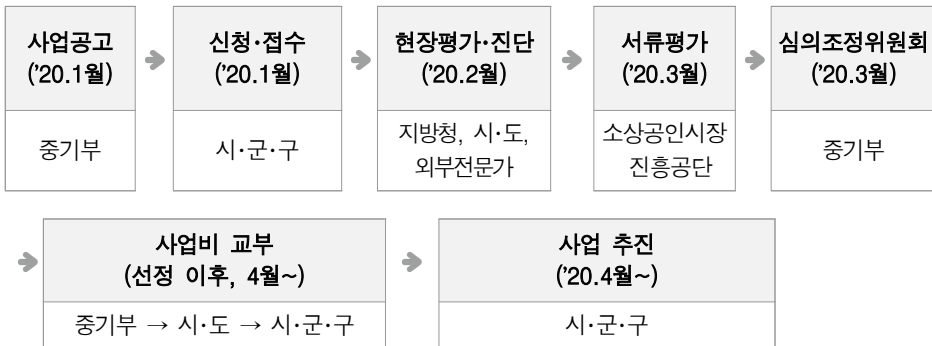 사업공고
('20.1월)
중기부
신청·접수
('20.1월)
시·군·구
현장평가·진단
('20.2월)
지방청, 시·도,
외부전문가
서류평가
('20.3월)
소상공인시장
진흥공단
심의조정위원회
('20.3월)
중기부
사업비 교부
(선정 이후, 4월~)
중기부 → 시·도 → 시·군·구
사업 추진
('20.4월~)
시·군·구